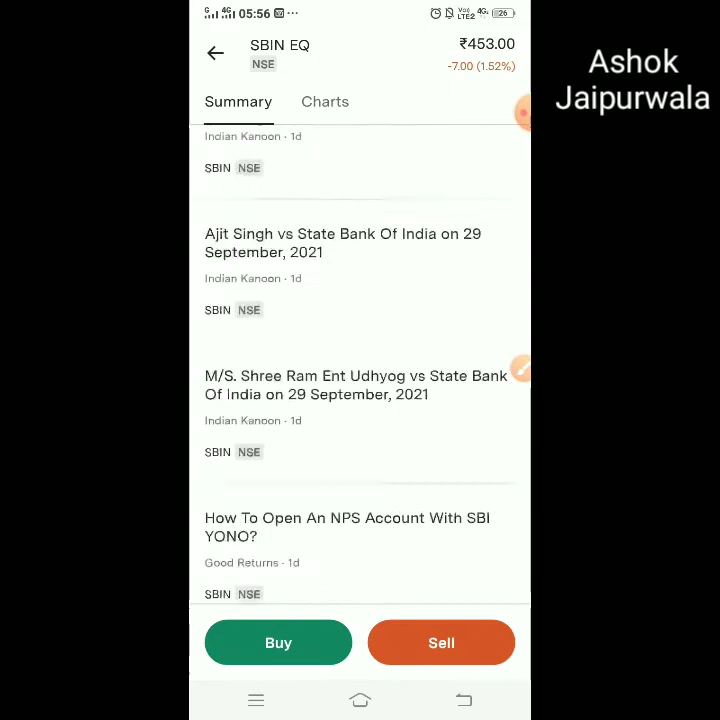 G 4G 05:56 ···
4G 26
SBIN EQ
₹453.00
NSE
-7.00 (1.52%)
Ashok
Jaipurwala
Summary Charts
Indian Kanoon · 1d
SBIN NSE
Ajit Singh vs State Bank Of India on 29
September, 2021
Indian Kanoon · 1d
SBIN NSE
M/S. Shree Ram Ent Udhyog vs State Bank
Of India on 29 September, 2021
Indian Kanoon · 1d
SBIN NSE
How To Open An NPS Account With SBI
YONO?
Good Returns · 1d
SBIN NSE
Buy Sell